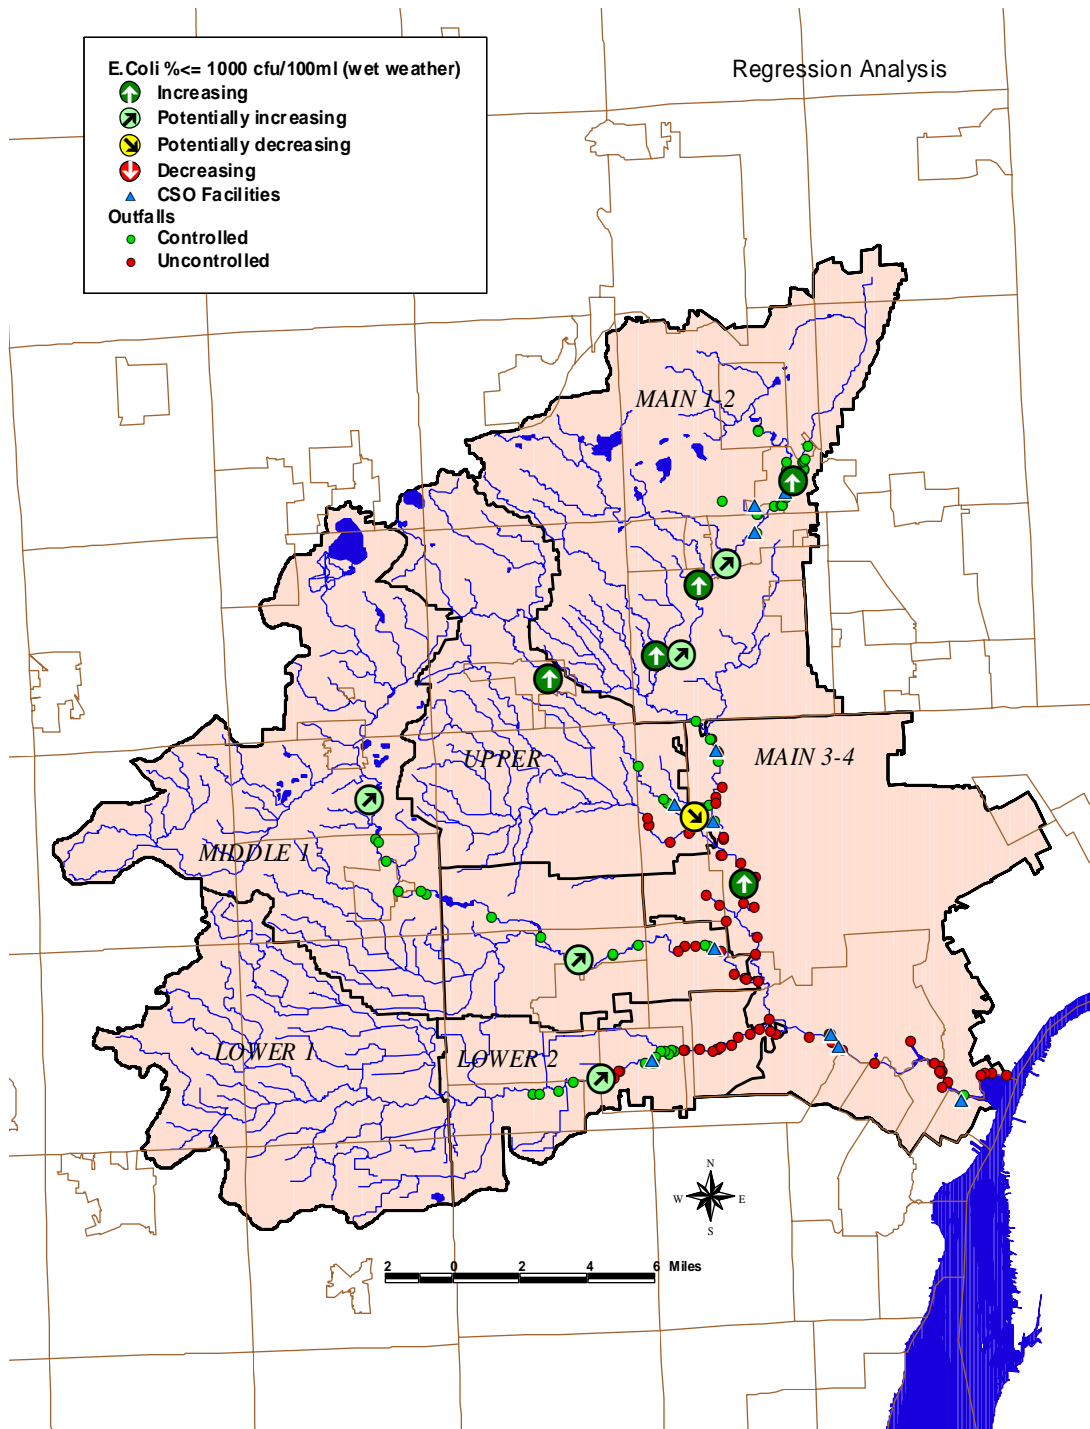 E.Coli %<= 1000 cfu/100ml (wet weather)
Increasing
Potentially increasing
Potentially decreasing
Decreasing
CSO Facilities
Outfalls
Controlled
Uncontrolled
Regression Analysis
MAIN 1-2
UPPER
MAIN 3-4
MIDDLE 1
LOWER 1
LOWER 2
N
W E
S
2 0 2 4 6 Miles